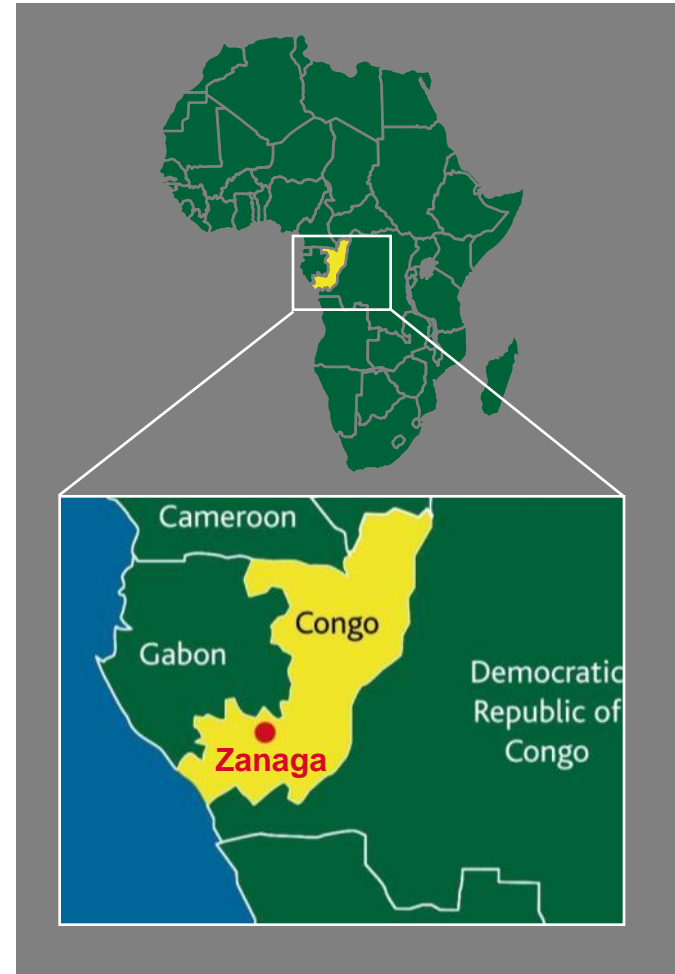 Cameroon
Congo
Gabon
Democratic
Republic of
Congo
Zanaga